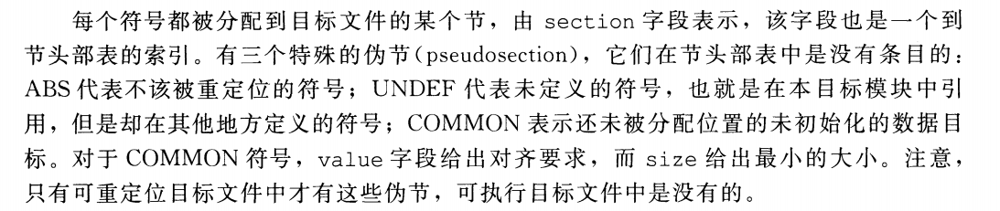 每个符号都被分配到目标文件的某个节，由 section 字段表示，该字段也是一个到
节头部表的索引。有三个特殊的伪节(pseudosection)，它们在节头部表中是没有条目的：
ABS 代表不该被重定位的符号；UNDEF 代表未定义的符号，也就是在本目标模块中引
用，但是却在其他地方定义的符号；COMMON 表示还未被分配位置的未初始化的数据目
标。对于 COMMON 符号，value 字段给出对齐要求，而 size 给出最小的大小。注意，
只有可重定位目标文件中才有这些伪节，可执行目标文件中是没有的。